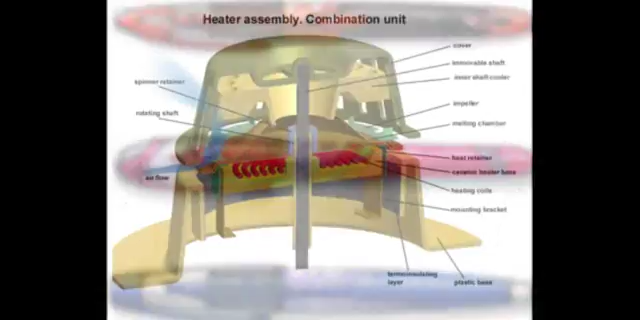 Heater assembly. Combination unit
cover
immovable shaft
inner shaft cooler
spinner retainer
impeller
rotating shaft
melting chamber
heat retainer
ceramic heater base
air flow
heating coils
mounting bracket
termoinsulating
layer
plastic base